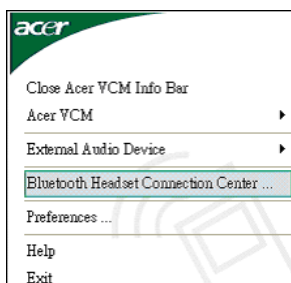 acer
Close Acer VCM Info Bar
Acer VCM
External Audio Device
Bluetooth Headset Connection Center ...
Preferences ...
Help
Exit